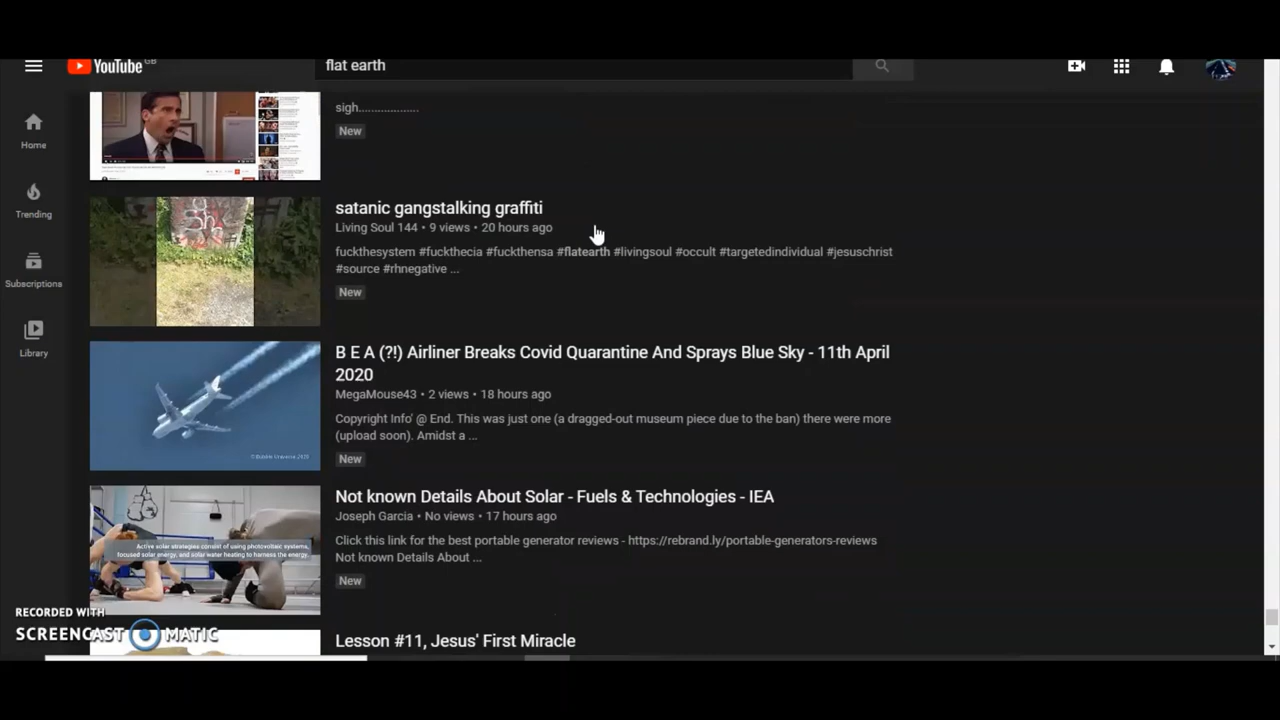 YouTube GB
flat earth
sigh...................
New
Home
Trending
Subscriptions
Library
satanic gangstalking graffiti
Living Soul 144 • 9 views • 20 hours ago
fuckthesystem #fuckthecia #fuckthensa #flatearth #livingsoul #occult #targetedindividual #jesuschrist
#source #rhnegative ...
New
B E A (?!) Airliner Breaks Covid Quarantine And Sprays Blue Sky - 11th April
2020
MegaMouse43 • 2 views • 18 hours ago
Copyright Info' @ End. This was just one (a dragged-out museum piece due to the ban) there were more
(upload soon). Amidst a ...
New
Not known Details About Solar - Fuels & Technologies - IEA
Joseph Garcia • No views • 17 hours ago
Click this link for the best portable generator reviews - https://rebrand.ly/portable-generators-reviews
Not known Details About ...
New
Active solar strategies consist of using photovoltaic systems,
focused solar energy, and solar water heating to harness the energy.
RECORDED WITH
SCREENCAST MATIC
Lesson #11, Jesus' First Miracle